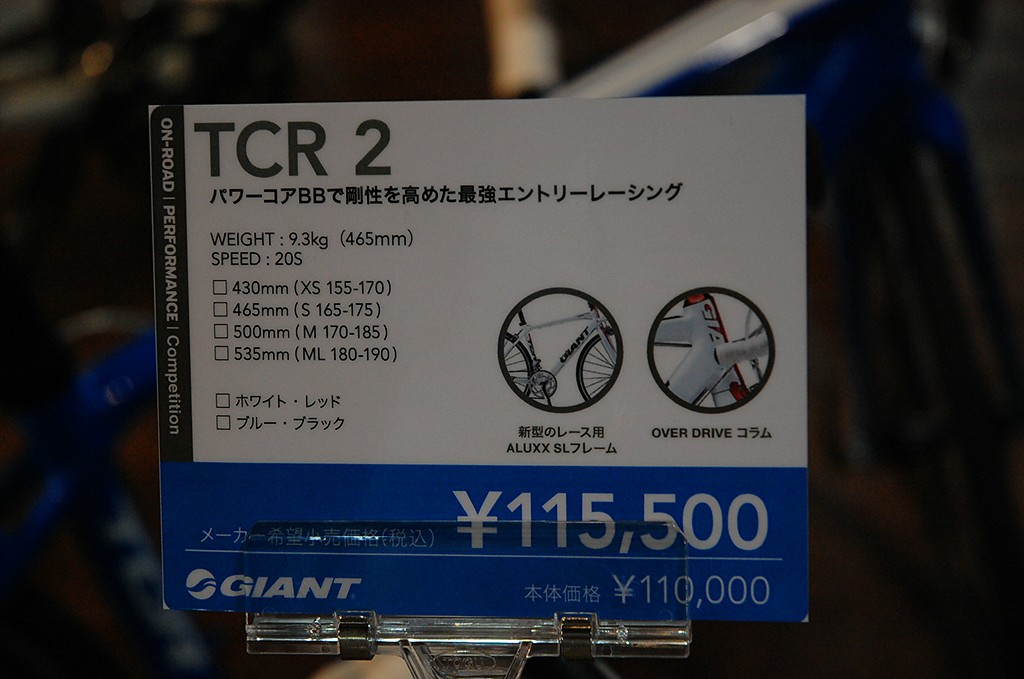 ON-ROAD | PERFORMANCE | Competition
TCR 2
パワーコアBBで剛性を高めた最強エントリーレーシング
WEIGHT : 9.3kg（465mm）
SPEED : 20S
□ 430mm ( XS 155-170)
□ 465mm ( S 165-175)
□ 500mm ( M 170-185)
□ 535mm ( ML 180-190)
□ ホワイト・レッド
□ ブルー・ブラック
GIANT
新型のレース用
ALUXX SLフレーム
OVER DRIVE コラム
メーカー希望小売価格(税込) ¥115,500
GIANT 本体価格 ¥110,000